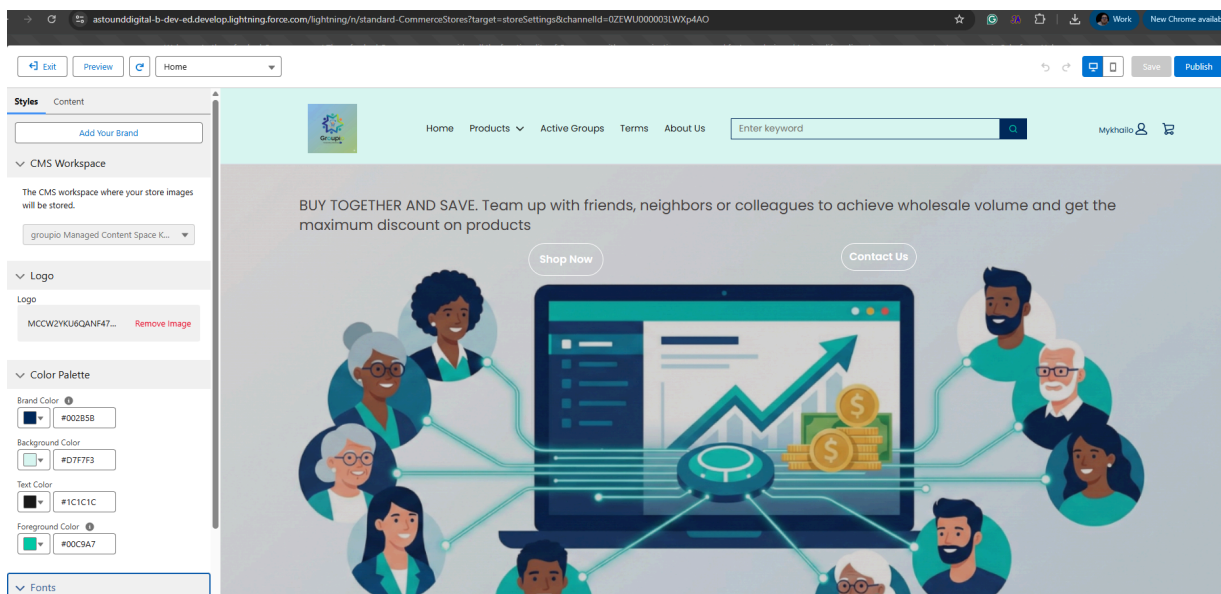 astounddigital-b-dev-ed.develop.lightning.force.com/lightning/n/standard-CommerceStores?target=storeSettings&channelId=0ZEWU000003LWXp4AO
Work
New Chrome availab
Exit
Preview
Home
Save
Publish
Styles
Content
Add Your Brand
CMS Workspace
The CMS workspace where your store images
will be stored.
groupio Managed Content Space K...
Logo
Logo
MCCW2YKU6QANF47...
Remove Image
Color Palette
Brand Color
#002B5B
Background Color
#D7F7F3
Text Color
#1C1C1C
Foreground Color
#00C9A7
Fonts
Home
Products
Active Groups
Terms
About Us
Enter keyword
Mykhailo
BUY TOGETHER AND SAVE. Team up with friends, neighbors or colleagues to achieve wholesale volume and get the
maximum discount on products
Shop Now
Contact Us
$
$
$